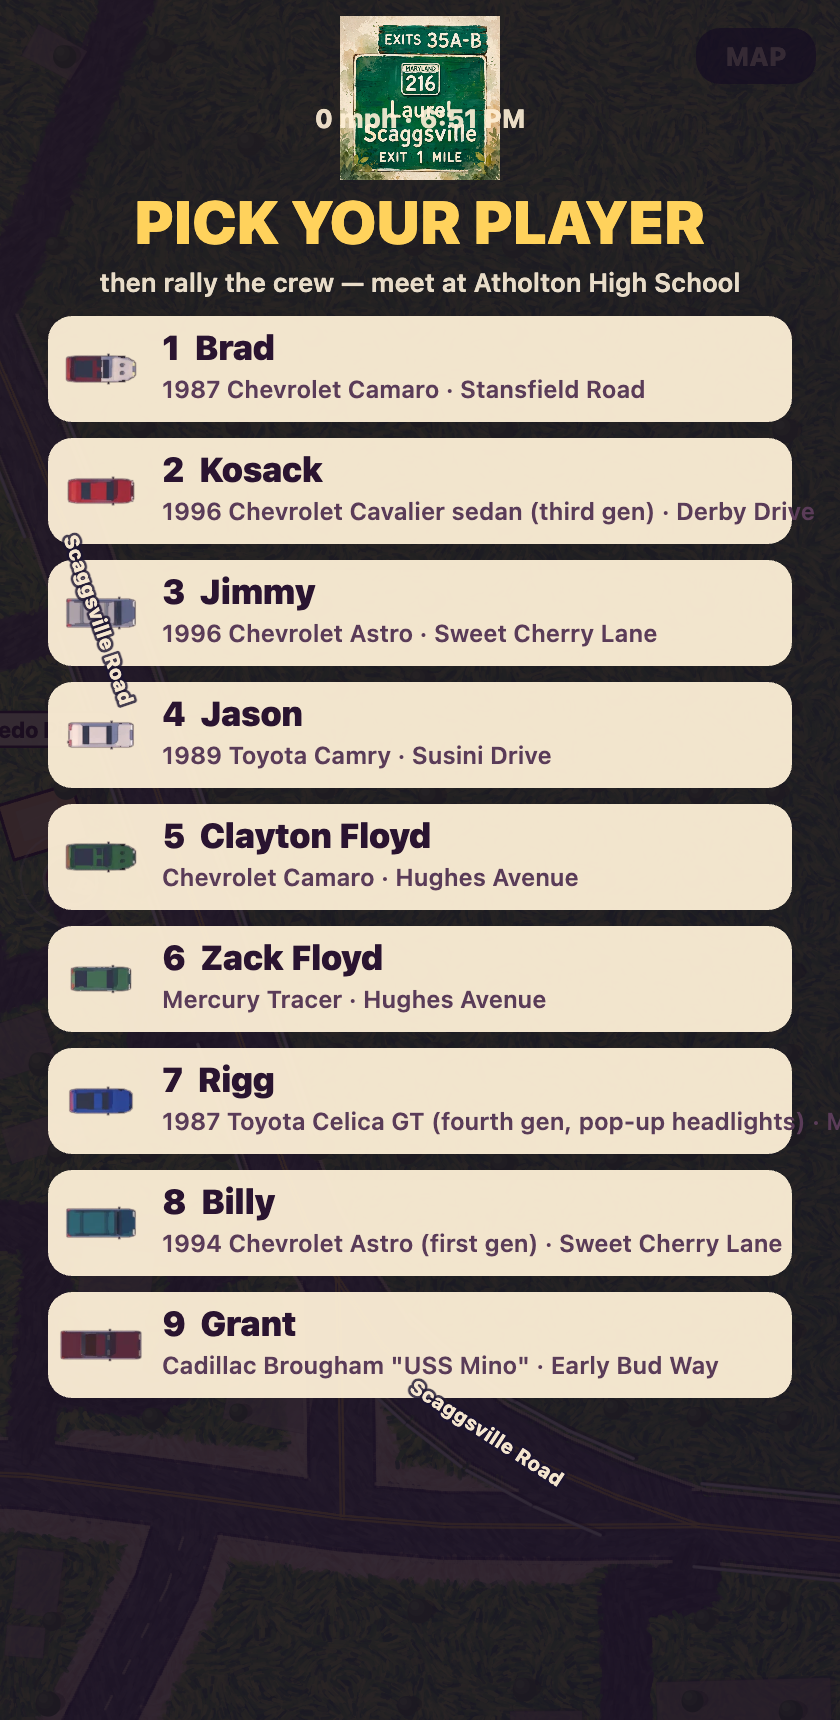 EXITS 35A-B
MAP
MARYLAND
216
Laurel
0 mph · 6:51 PM
Scaggsville
EXIT 1 MILE
PICK YOUR PLAYER
then rally the crew — meet at Atholton High School
1 Brad
1987 Chevrolet Camaro · Stansfield Road
2 Kosack
1996 Chevrolet Cavalier sedan (third gen) · Derby Drive
Scaggsville Road
3 Jimmy
1996 Chevrolet Astro · Sweet Cherry Lane
4 Jason
1989 Toyota Camry · Susini Drive
5 Clayton Floyd
Chevrolet Camaro · Hughes Avenue
6 Zack Floyd
Mercury Tracer · Hughes Avenue
7 Rigg
1987 Toyota Celica GT (fourth gen, pop-up headlights) ·
8 Billy
1994 Chevrolet Astro (first gen) · Sweet Cherry Lane
9 Grant
Cadillac Brougham "USS Mino" · Early Bud Way
Scaggsville Road